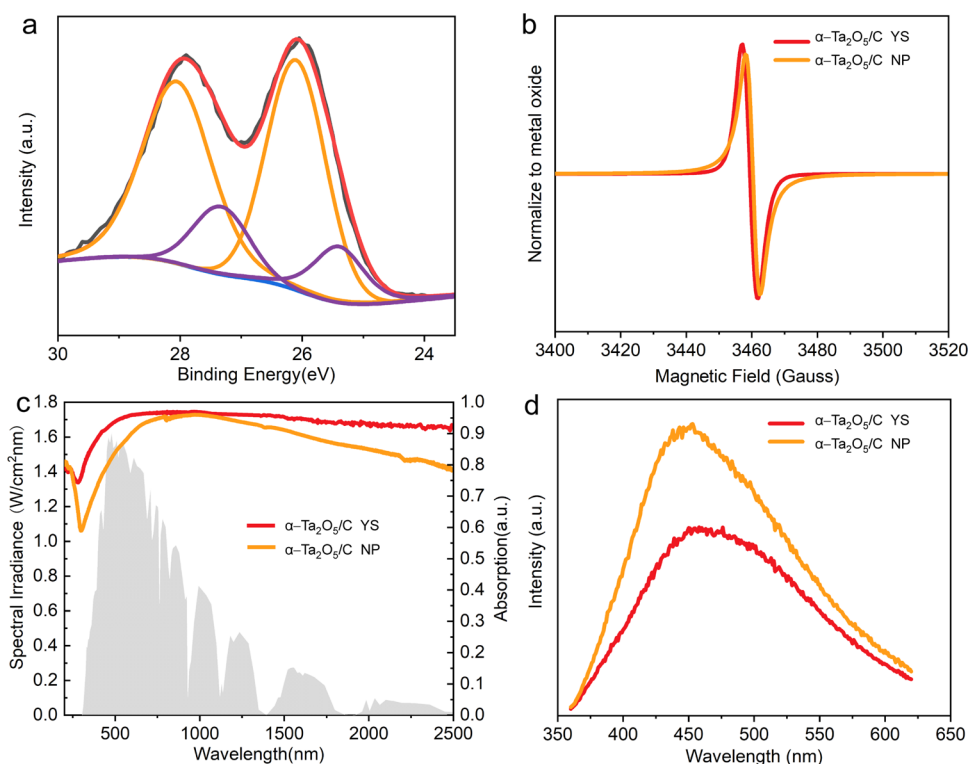 a
Intensity (a.u.)
30 28 26 24
Binding Energy(eV)
b
α–Ta₂O₅/C YS
α–Ta₂O₅/C NP
Normalize to metal oxide
3400 3420 3440 3460 3480 3500 3520
Magnetic Field (Gauss)
c
1.8
1.6
1.4
1.2
1.0
0.8
0.6
0.4
0.2
0.0
Spectral Irradiance (W/cm²nm)
α–Ta₂O₅/C YS
α–Ta₂O₅/C NP
1.0
0.9
0.8
0.7
0.6
0.5
0.4
0.3
0.2
0.1
0.0
Absorption(a.u.)
500 1000 1500 2000 2500
Wavelength(nm)
d
α–Ta₂O₅/C YS
α–Ta₂O₅/C NP
Intensity (a.u.)
350 400 450 500 550 600 650
Wavelength (nm)